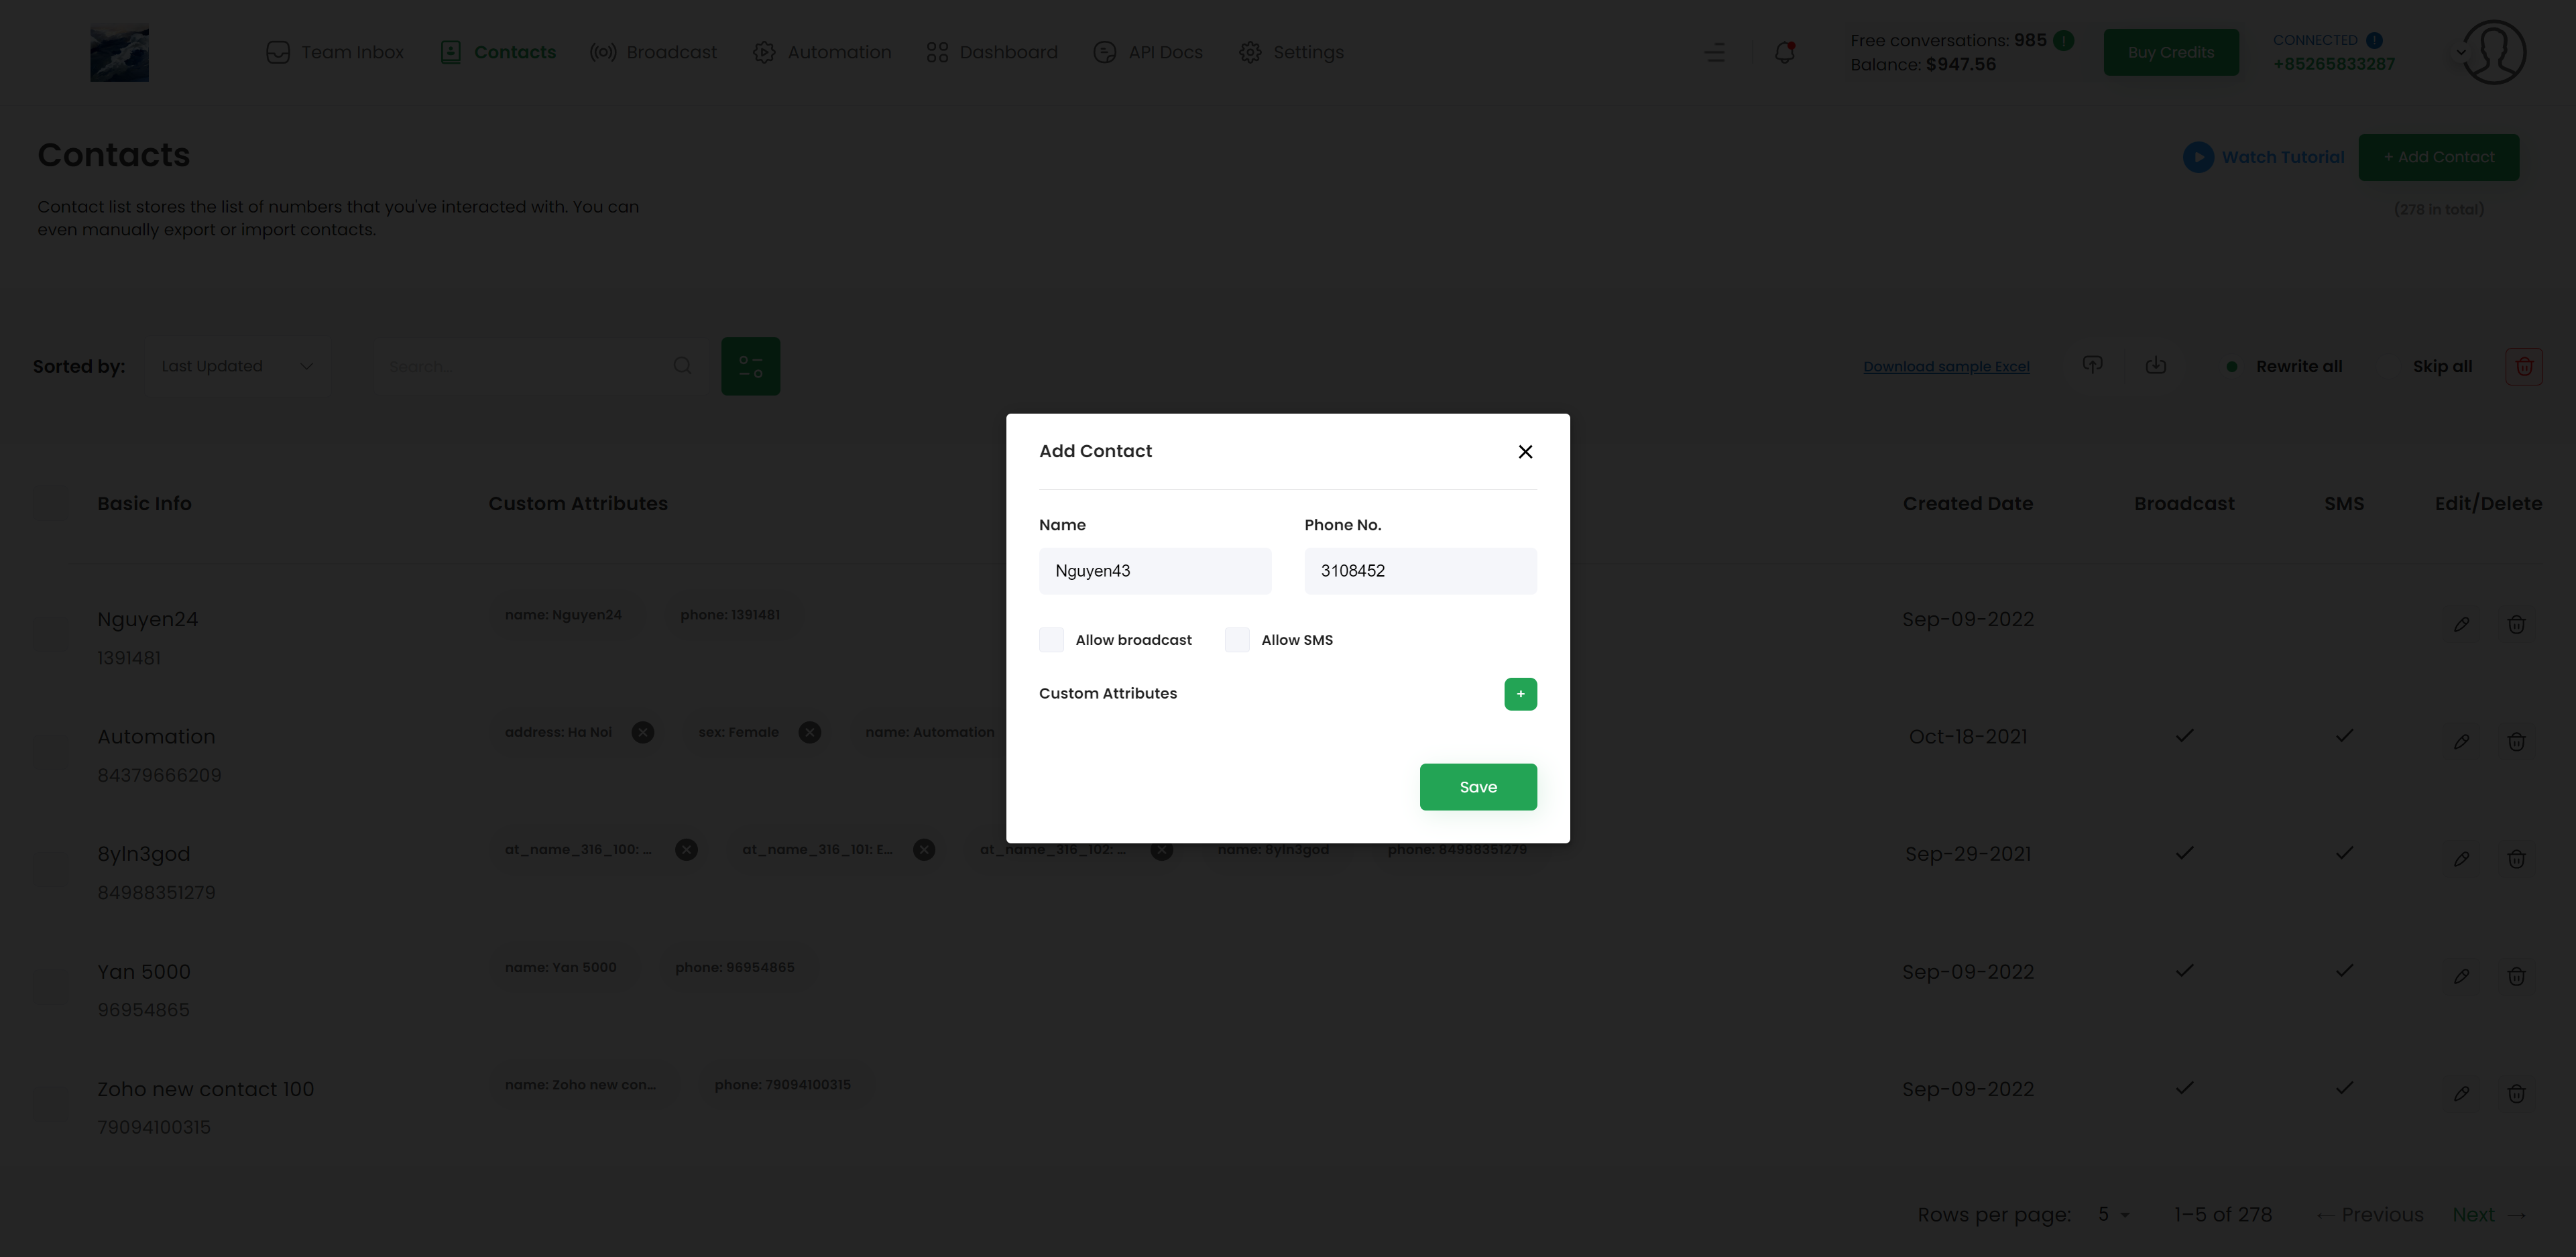 Team Inbox
Contacts
Broadcast
Automation
Dashboard
API Docs
Settings
Free conversations: 985
Balance: $947.56
Buy Credits
CONNECTED
+85265833287
Contacts
Watch Tutorial
+ Add Contact
Contact list stores the list of numbers that you've interacted with. You can
even manually export or import contacts.
(278 in total)
Sorted by:
Last Updated
Search...
Download sample Excel
Rewrite all
Skip all
Add Contact
Name
Phone No.
Nguyen43
3108452
Allow broadcast
Allow SMS
Custom Attributes
+
Save
Basic Info
Custom Attributes
Created Date
Broadcast
SMS
Edit/Delete
Nguyen24
1391481
name: Nguyen24
phone: 1391481
Sep-09-2022
Automation
84379666209
address: Ha Noi
sex: Female
name: Automation
Oct-18-2021
8yln3god
84988351279
at_name_316_100: ...
at_name_316_101: E...
at_name_316_102: ...
name: 8yln3god
phone: 84988351279
Sep-29-2021
Yan 5000
96954865
name: Yan 5000
phone: 96954865
Sep-09-2022
Zoho new contact 100
79094100315
name: Zoho new con...
phone: 79094100315
Sep-09-2022
Rows per page: 5
1–5 of 278
← Previous
Next →